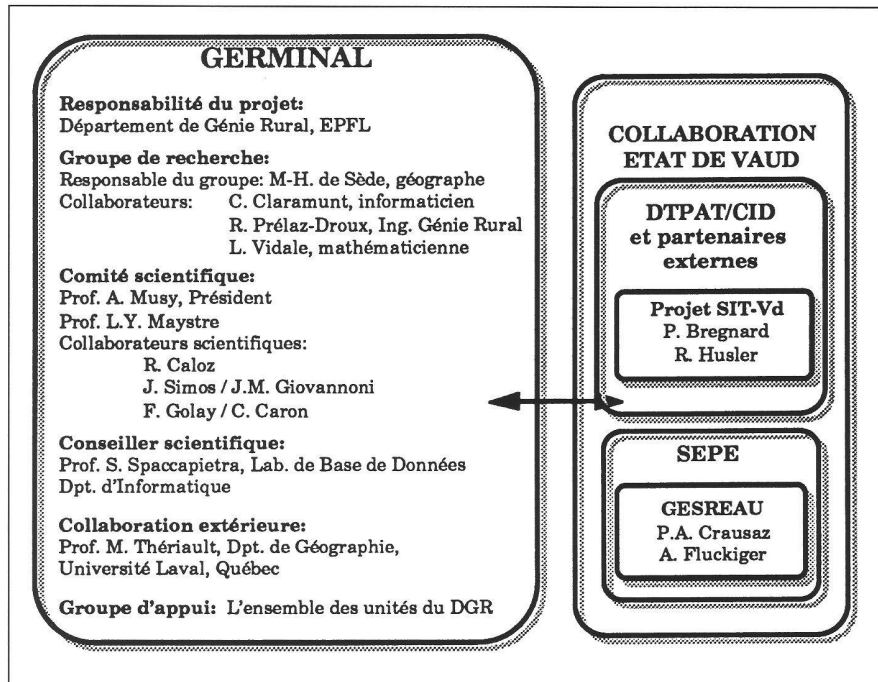 GERMINAL
Responsabilité du projet:
Département de Génie Rural, EPFL
Groupe de recherche:
Responsable du groupe: M-H. de Sède, géographe
Collaborateurs: C. Claramunt, informaticien
R. Prélaz-Droux, Ing. Génie Rural
L. Vidale, mathématicienne
Comité scientifique:
Prof. A. Musy, Président
Prof. L.Y. Maystre
Collaborateurs scientifiques:
R. Caloz
J. Simos / J.M. Giovannoni
F. Golay / C. Caron
Conseiller scientifique:
Prof. S. Spaccapietra, Lab. de Base de Données
Dpt. d'Informatique
Collaboration extérieure:
Prof. M. Thériault, Dpt. de Géographie,
Université Laval, Québec
Groupe d'appui: L'ensemble des unités du DGR
COLLABORATION
ETAT DE VAUD
DTPAT/CID
et partenaires
externes
Projet SIT-Vd
P. Bregnard
R. Husler
SEPE
GESREAU
P.A. Crausaz
A. Fluckiger